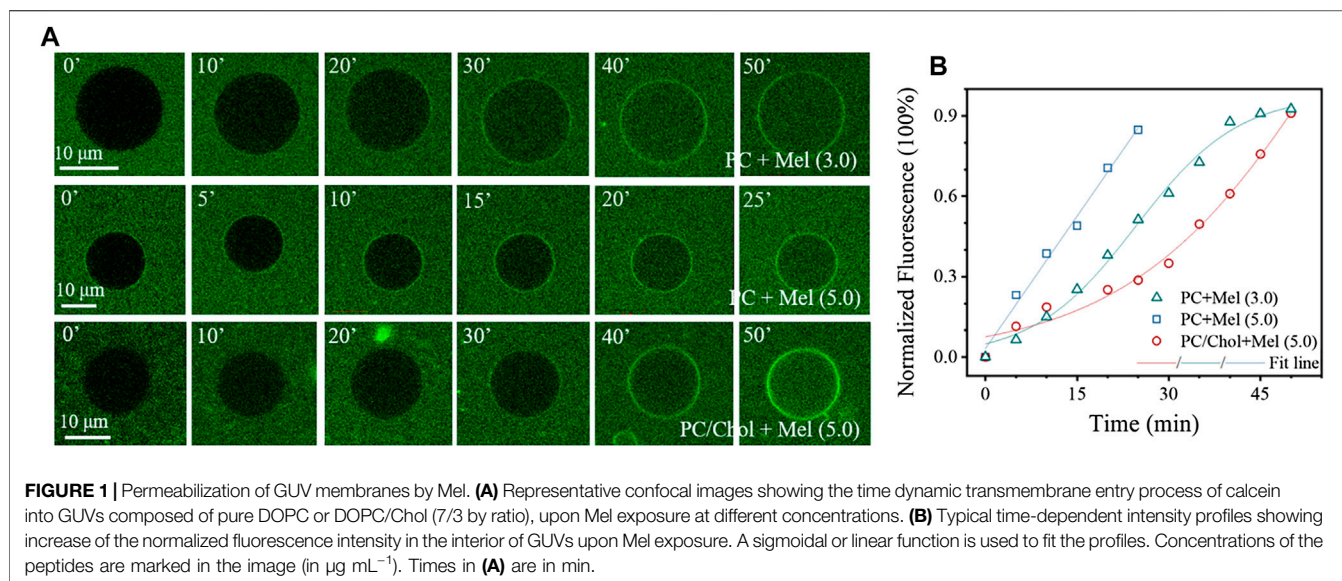 A
0’ 10’ 20’ 30’ 40’ 50’
10 μm
PC + Mel (3.0)
0’ 5’ 10’ 15’ 20’ 25’
10 μm
PC + Mel (5.0)
0’ 10’ 20’ 30’ 40’ 50’
10 μm
PC/Chol + Mel (5.0)
B
Normalized Fluorescence (100%)
0.9
0.6
0.3
0.0
PC+Mel (3.0)
PC+Mel (5.0)
PC/Chol+Mel (5.0)
Fit line
0 15 30 45
Time (min)
FIGURE 1 | Permeabilization of GUV membranes by Mel. (A) Representative confocal images showing the time dynamic transmembrane entry process of calcein
into GUVs composed of pure DOPC or DOPC/Chol (7/3 by ratio), upon Mel exposure at different concentrations. (B) Typical time-dependent intensity profiles showing
increase of the normalized fluorescence intensity in the interior of GUVs upon Mel exposure. A sigmoidal or linear function is used to fit the profiles. Concentrations of the
peptides are marked in the image (in μg mL⁻¹). Times in (A) are in min.